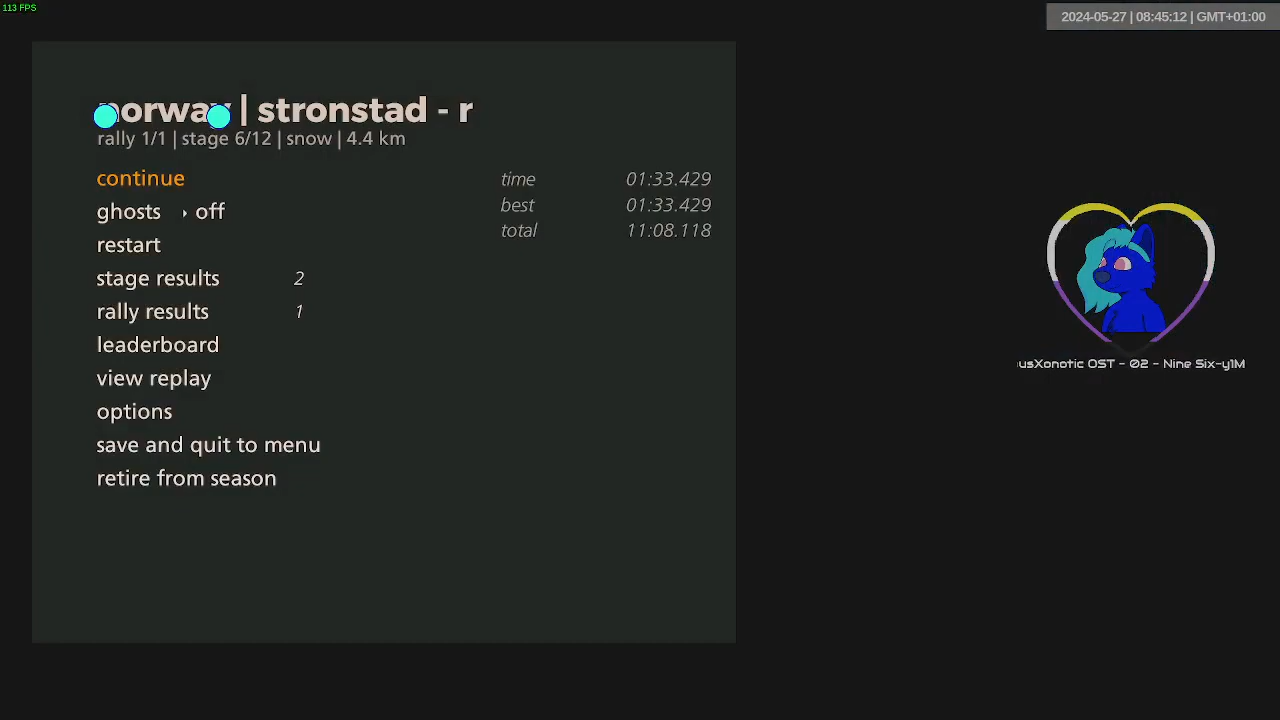 113 FPS
2024-05-27 | 08:45:12 | GMT+01:00
norway | stronstad - r
rally 1/1 | stage 6/12 | snow | 4.4 km
continue
ghosts ‣ off
restart
stage results 2
rally results 1
leaderboard
view replay
options
save and quit to menu
retire from season
time 01:33.429
best 01:33.429
total 11:08.118
usXonotic OST - 02 - Nine Six-y1M